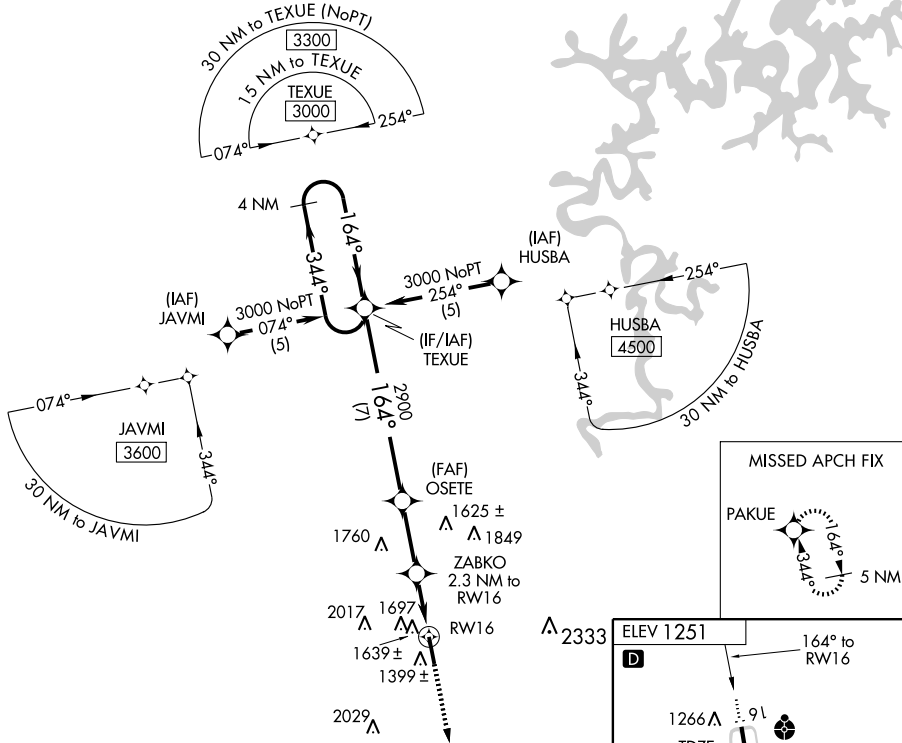 30 NM to TEXUE (NoPT)
3300
15 NM to TEXUE
TEXUE
3000
074°
254°
4 NM
164°
344°
(IAF)
HUSBA
3000 NoPT
254°
(5)
(IAF)
JAVMI
3000 NoPT
074°
(5)
(IF/IAF)
TEXUE
254°
HUSBA
4500
344°
30 NM to HUSBA
074°
JAVMI
3600
344°
30 NM to JAVMI
2900
164°
(7)
(FAF)
OSETE
1625 ±
1849
1760
ZABKO
2.3 NM to
RW16
2017
1697
RW16
1639 ±
1399 ±
2029
2333
MISSED APCH FIX
PAKUE
164°
344°
5 NM
ELEV 1251
D
164° to
RW16
1266
16